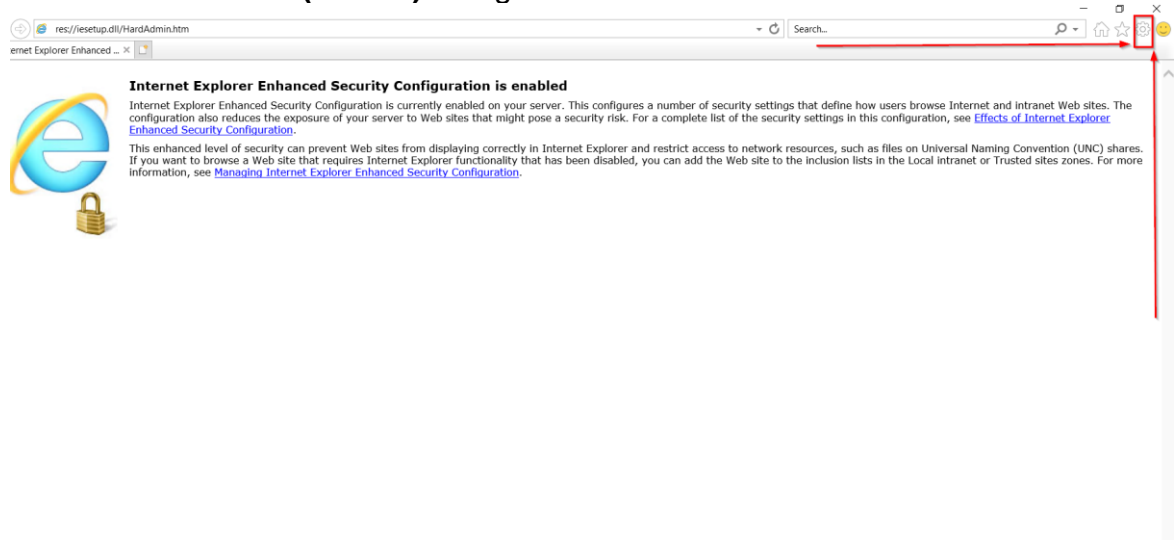 res://iesetup.dll/HardAdmin.htm
Search...
ernet Explorer Enhanced ...
Internet Explorer Enhanced Security Configuration is enabled
Internet Explorer Enhanced Security Configuration is currently enabled on your server. This configures a number of security settings that define how users browse Internet and intranet Web sites. The
configuration also reduces the exposure of your server to Web sites that might pose a security risk. For a complete list of the security settings in this configuration, see Effects of Internet Explorer
Enhanced Security Configuration.
This enhanced level of security can prevent Web sites from displaying correctly in Internet Explorer and restrict access to network resources, such as files on Universal Naming Convention (UNC) shares.
If you want to browse a Web site that requires Internet Explorer functionality that has been disabled, you can add the Web site to the inclusion lists in the Local intranet or Trusted sites zones. For more
information, see Managing Internet Explorer Enhanced Security Configuration.